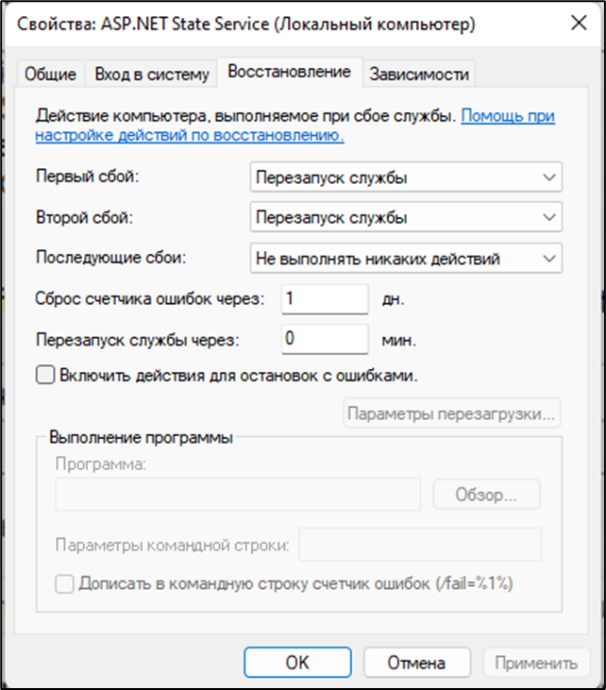 Свойства: ASP.NET State Service (Локальный компьютер)
Общие Вход в систему Восстановление Зависимости
Действие компьютера, выполняемое при сбое службы. Помощь при
настройке действий по восстановлению.
Первый сбой: Перезапуск службы
Второй сбой: Перезапуск службы
Последующие сбои: Не выполнять никаких действий
Сброс счетчика ошибок через: 1 дн.
Перезапуск службы через: 0 мин.
Включить действия для остановок с ошибками.
Параметры перезагрузки...
Выполнение программы
Программа:
Обзор...
Параметры командной строки:
Дописать в командную строку счетчик ошибок (/fail=%1%)
OK Отмена Применить